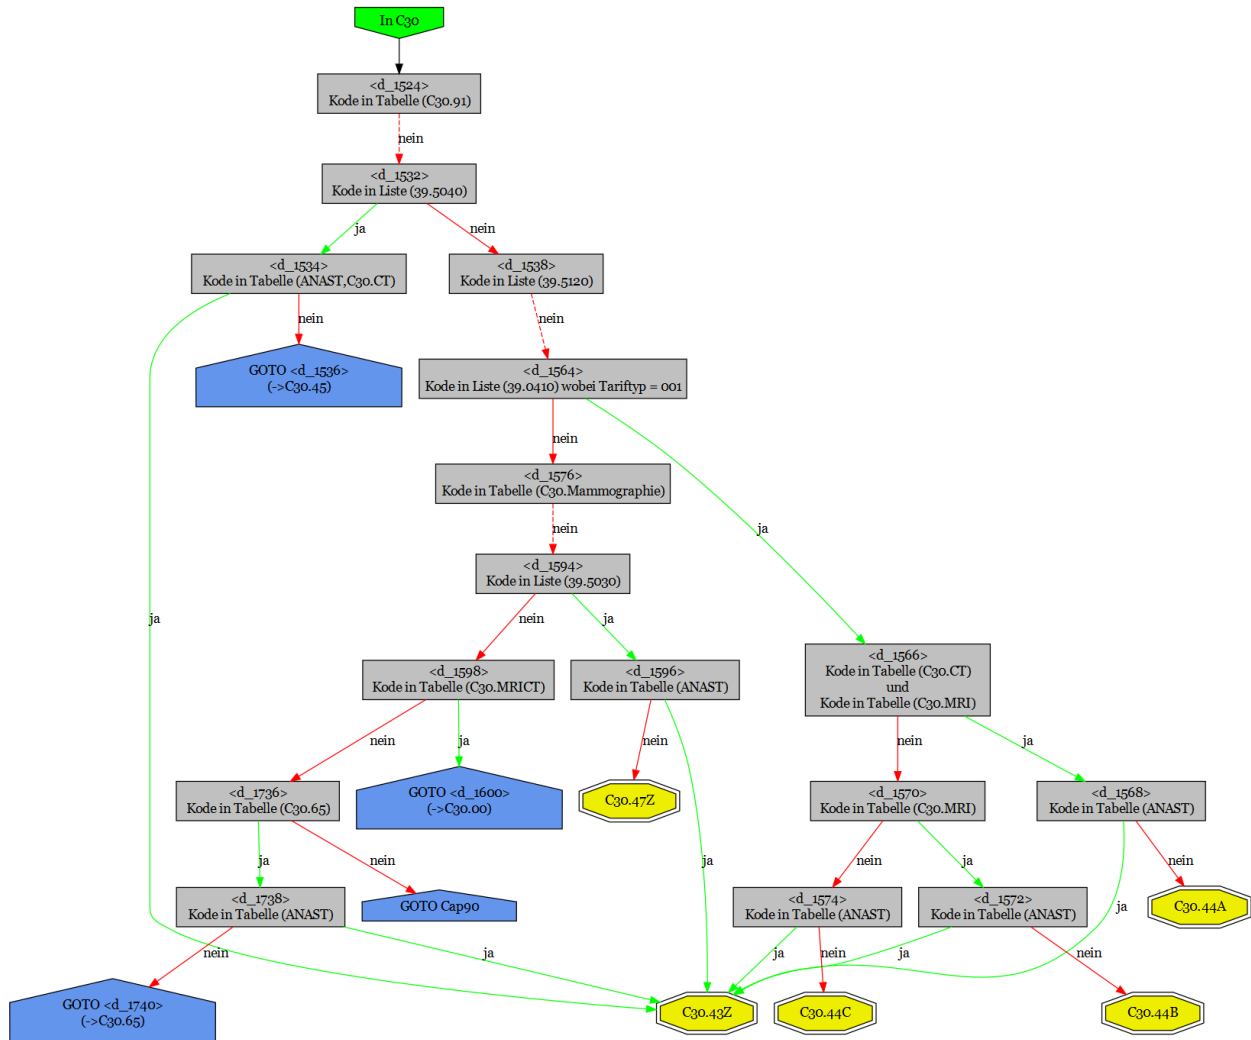 In C30
<d_1524>
Kode in Tabelle (C30.91)
nein
<d_1532>
Kode in Liste (39.5040)
ja
nein
<d_1534>
Kode in Tabelle (ANAST,C30.CT)
<d_1538>
Kode in Liste (39.5120)
nein
nein
GOTO <d_1536>
(->C30.45)
<d_1564>
Kode in Liste (39.0410) wobei Tariftyp = 001
nein
<d_1576>
Kode in Tabelle (C30.Mammographie)
nein
ja
<d_1594>
Kode in Liste (39.5030)
ja
nein
ja
<d_1598>
Kode in Tabelle (C30.MRICT)
<d_1596>
Kode in Tabelle (ANAST)
<d_1566>
Kode in Tabelle (C30.CT)
und
Kode in Tabelle (C30.MRI)
nein
ja
nein
nein
ja
<d_1736>
Kode in Tabelle (C30.65)
GOTO <d_1600>
(->C30.00)
C30.47Z
<d_1570>
Kode in Tabelle (C30.MRI)
<d_1568>
Kode in Tabelle (ANAST)
ja
nein
ja
nein
ja
nein
<d_1738>
Kode in Tabelle (ANAST)
GOTO Cap90
<d_1574>
Kode in Tabelle (ANAST)
<d_1572>
Kode in Tabelle (ANAST)
C30.44A
ja
nein
ja
ja
nein
ja
nein
GOTO <d_1740>
(->C30.65)
C30.43Z
C30.44C
C30.44B